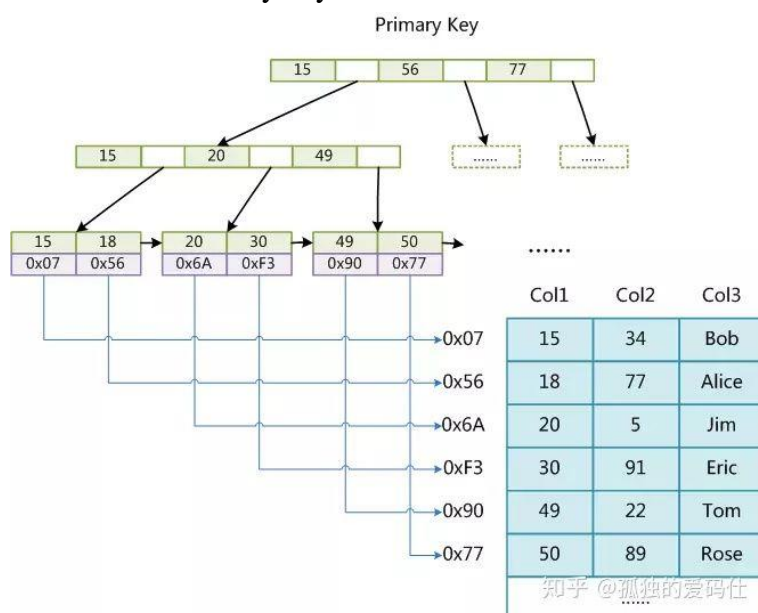 Primary Key
15 56 77
15 20 49
...... ......
15 18 20 30 49 50
0x07 0x56 0x6A 0xF3 0x90 0x77
......
Col1 Col2 Col3
0x07 15 34 Bob
0x56 18 77 Alice
0x6A 20 5 Jim
0xF3 30 91 Eric
0x90 49 22 Tom
0x77 50 89 Rose
知乎 @孤独的爱码仕
......